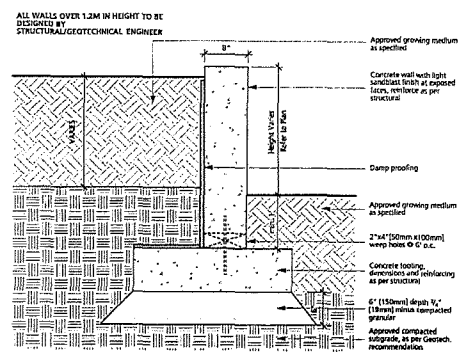 ALL WALLS OVER 1.2M IN HEIGHT TO BE
DESIGNED BY
STRUCTURAL/GEOTECHNICAL ENGINEER
8"
Approved growing medium
as specified
Concrete wall with light
sandblast finish at exposed
faces, reinforce as per
structural
VARIES
Height Varies
Refer to Plan
Damp proofing
Approved growing medium
as specified
2"x4"[50mm x100mm]
weep holes @ 6' o.c.
Concrete footing,
dimensions and reinforcing
as per structural
6" (150mm) depth ¾"
(19mm) minus compacted
granular
Approved compacted
subgrade, as per Geotech.
recommendation